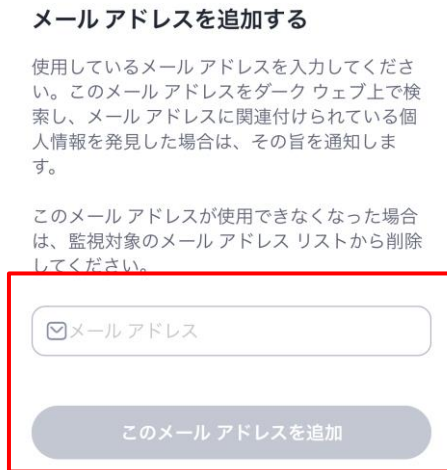 メール アドレスを追加する
使用しているメール アドレスを入力してくださ
い。このメール アドレスをダーク ウェブ上で検
索し、メール アドレスに関連付けられている個
人情報を発見した場合は、その旨を通知しま
す。
このメール アドレスが使用できなくなった場合
は、監視対象のメール アドレス リストから削除
してください。
メール アドレス
このメール アドレスを追加